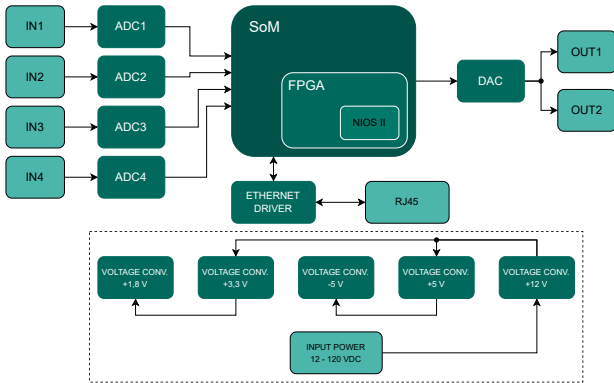 IN1
ADC1
SoM
OUT1
IN2
ADC2
FPGA
DAC
OUT2
IN3
ADC3
NIOS II
IN4
ADC4
ETHERNET
DRIVER
RJ45
VOLTAGE CONV.
+1,8 V
VOLTAGE CONV.
+3,3 V
VOLTAGE CONV.
-5 V
VOLTAGE CONV.
+5 V
VOLTAGE CONV.
+12 V
INPUT POWER
12 - 120 VDC